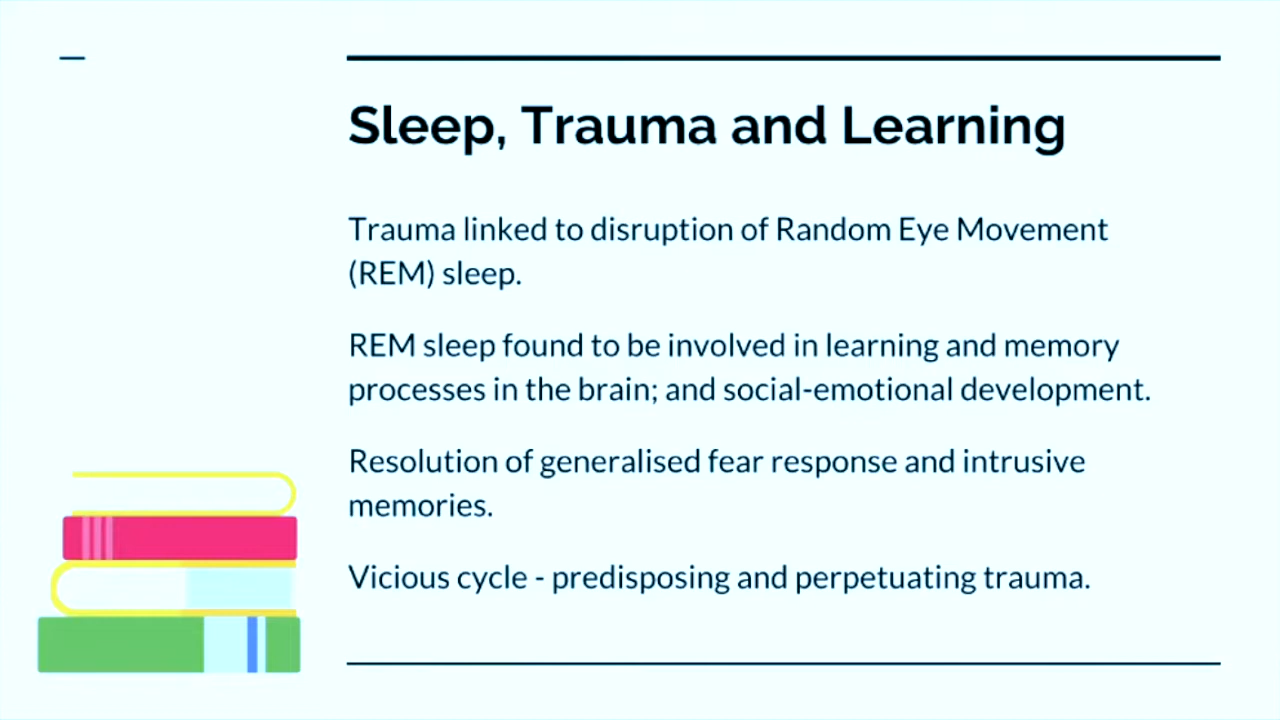 Sleep, Trauma and Learning
Trauma linked to disruption of Random Eye Movement
(REM) sleep.
REM sleep found to be involved in learning and memory
processes in the brain; and social-emotional development.
Resolution of generalised fear response and intrusive
memories.
Vicious cycle - predisposing and perpetuating trauma.